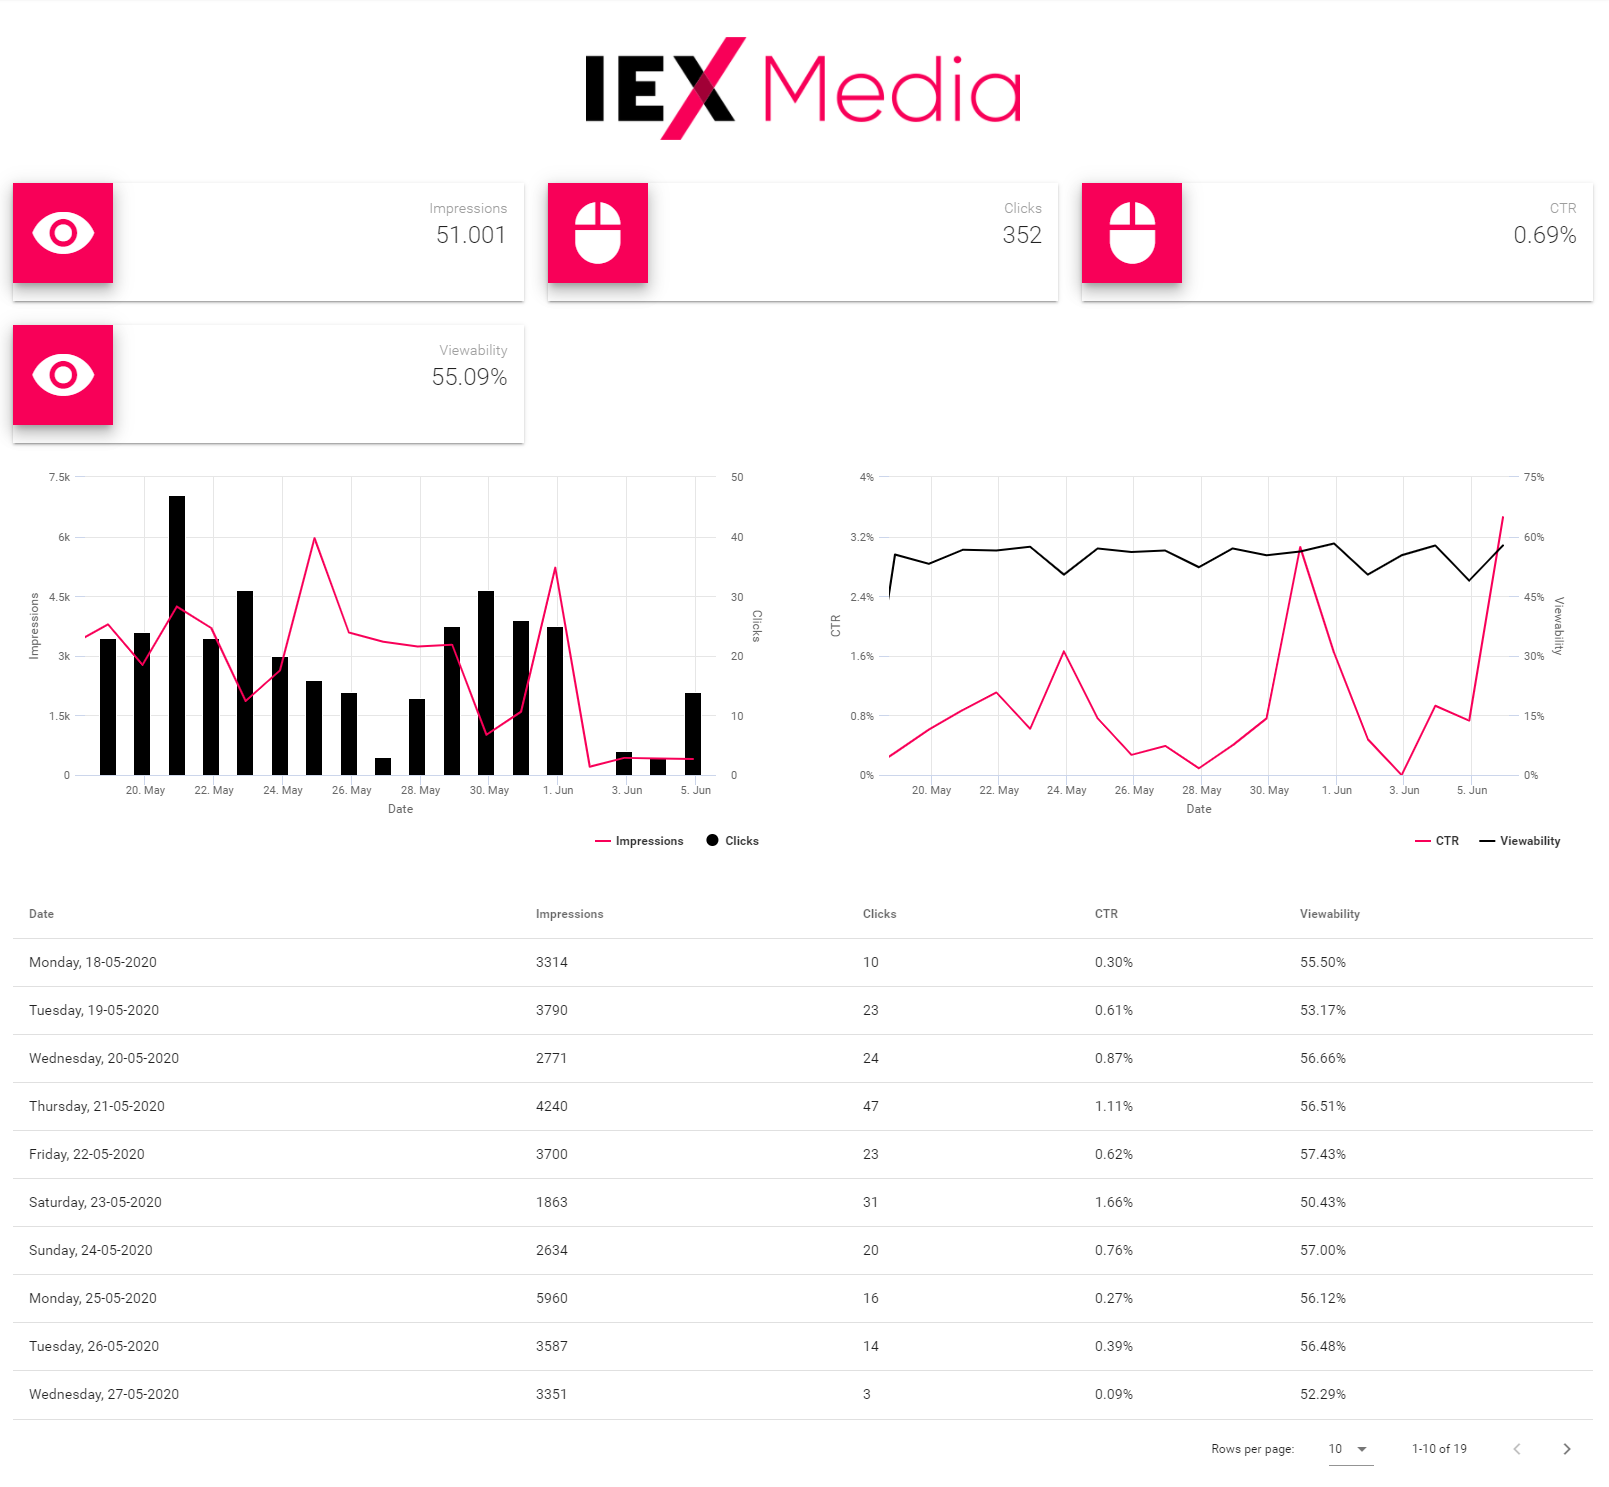 IEX Media
Impressions
51.001
Clicks
352
CTR
0.69%
Viewability
55.09%
7.5k
6k
4.5k
3k
1.5k
0
Impressions
50
40
30
20
10
0
Clicks
20. May 22. May 24. May 26. May 28. May 30. May 1. Jun 3. Jun 5. Jun
Date
Impressions Clicks
4%
3.2%
2.4%
1.6%
0.8%
0%
CTR
75%
60%
45%
30%
15%
0%
Viewability
20. May 22. May 24. May 26. May 28. May 30. May 1. Jun 3. Jun 5. Jun
Date
CTR Viewability
Date Impressions Clicks CTR Viewability
Monday, 18-05-2020 3314 10 0.30% 55.50%
Tuesday, 19-05-2020 3790 23 0.61% 53.17%
Wednesday, 20-05-2020 2771 24 0.87% 56.66%
Thursday, 21-05-2020 4240 47 1.11% 56.51%
Friday, 22-05-2020 3700 23 0.62% 57.43%
Saturday, 23-05-2020 1863 31 1.66% 50.43%
Sunday, 24-05-2020 2634 20 0.76% 57.00%
Monday, 25-05-2020 5960 16 0.27% 56.12%
Tuesday, 26-05-2020 3587 14 0.39% 56.48%
Wednesday, 27-05-2020 3351 3 0.09% 52.29%
Rows per page: 10 1-10 of 19